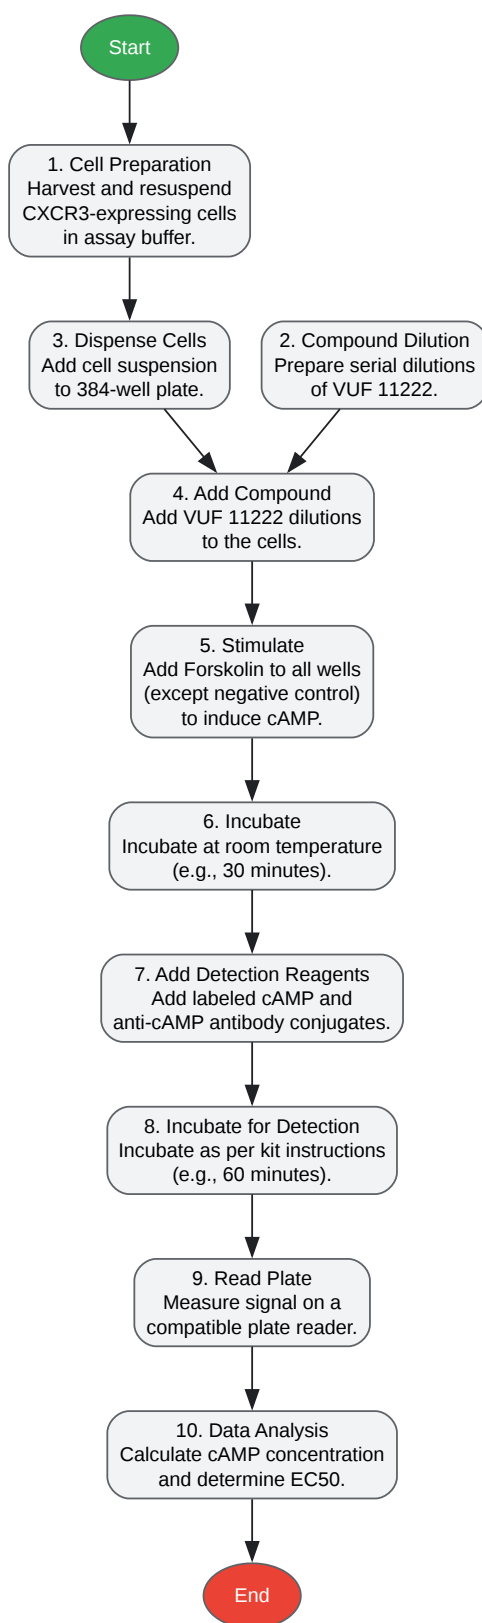 Start
1. Cell Preparation
Harvest and resuspend
CXCR3-expressing cells
in assay buffer.
3. Dispense Cells
Add cell suspension
to 384-well plate.
2. Compound Dilution
Prepare serial dilutions
of VUF 11222.
4. Add Compound
Add VUF 11222 dilutions
to the cells.
5. Stimulate
Add Forskolin to all wells
(except negative control)
to induce cAMP.
6. Incubate
Incubate at room temperature
(e.g., 30 minutes).
7. Add Detection Reagents
Add labeled cAMP and
anti-cAMP antibody conjugates.
8. Incubate for Detection
Incubate as per kit instructions
(e.g., 60 minutes).
9. Read Plate
Measure signal on a
compatible plate reader.
10. Data Analysis
Calculate cAMP concentration
and determine EC50.
End